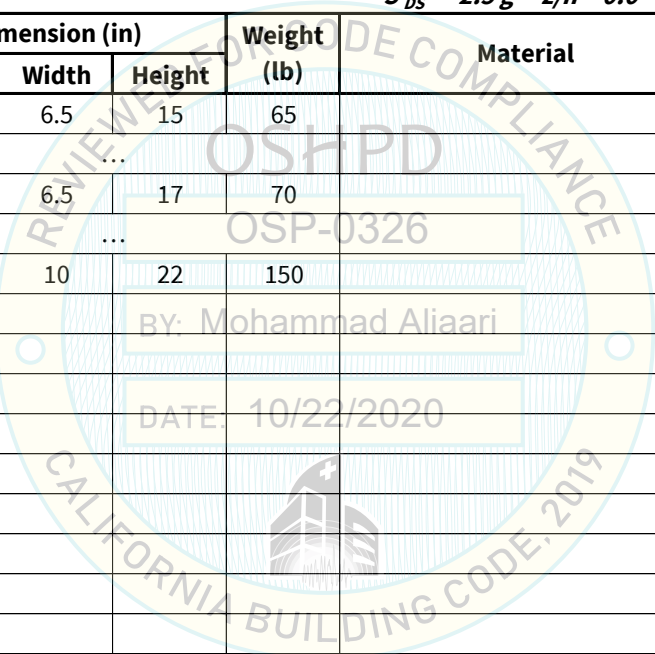 S DS = 2.5 g z/h = 0.0
mension (in) Weight (lb) Material
Width Height
6.5 15 65
...
6.5 17 70
...
10 22 150
REVIEWED FOR CODE COMPLIANCE
OSHPD
OSP-0326
BY: Mohammad Aliaari
DATE: 10/22/2020
CALIFORNIA BUILDING CODE, 2019